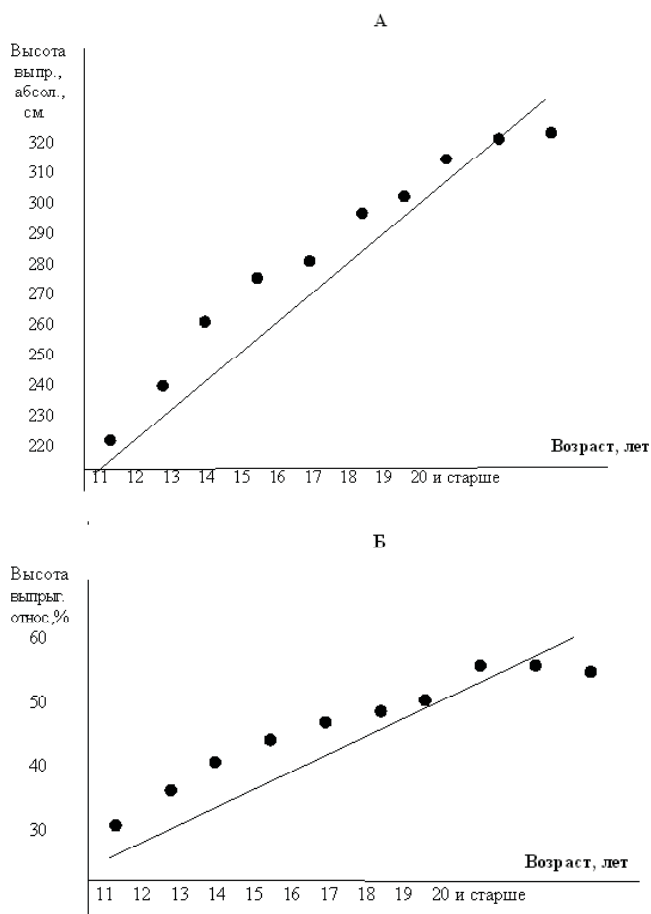 А
Высота
выпр.,
абсол.,
см
320
310
300
290
280
270
260
250
240
230
220
Возраст, лет
11 12 13 14 15 16 17 18 19 20 и старше
Б
Высота
выпрыг.
относ,%
60
50
40
30
Возраст, лет
11 12 13 14 15 16 17 18 19 20 и старше